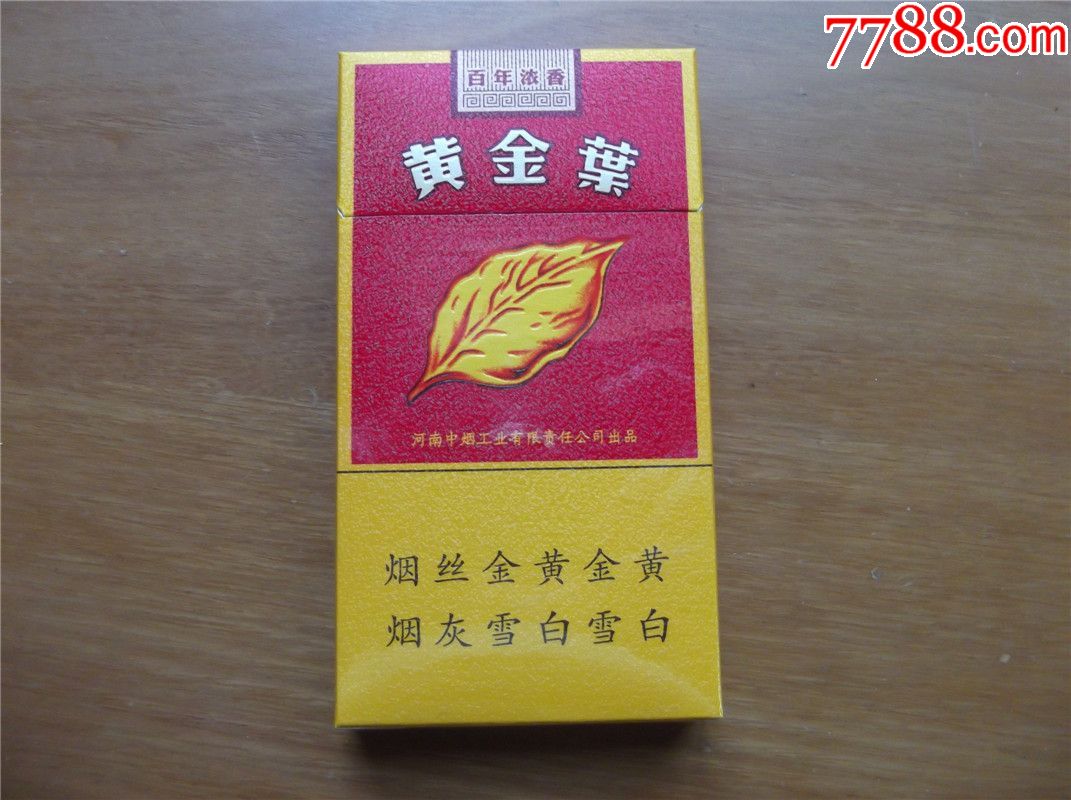 7788.com
百年浓香
黄金葉
河南中烟工业有限责任公司出品
烟丝金黄金黄
烟灰雪白雪白